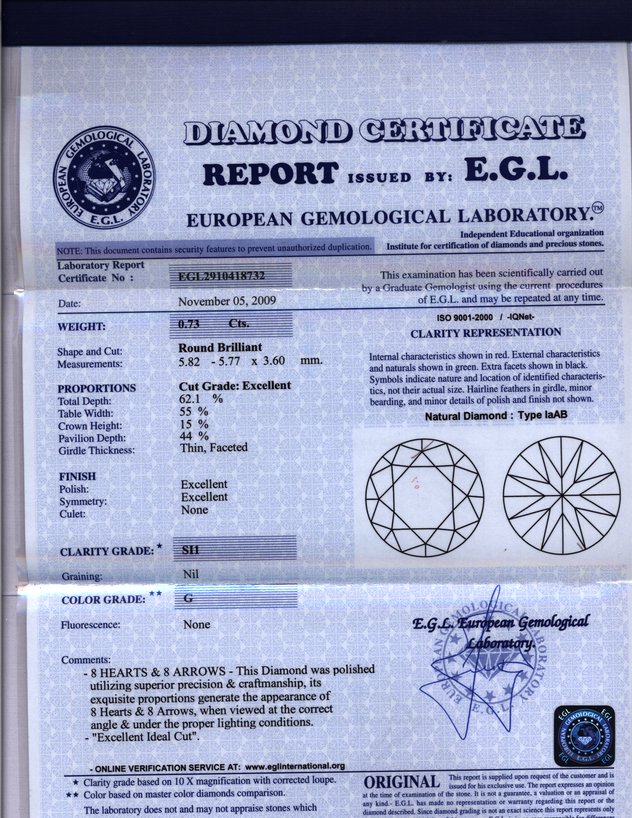 EUROPEAN GEMOLOGICAL LABORATORY
E.G.L.
DIAMOND CERTIFICATE
REPORT ISSUED BY: E.G.L.
EUROPEAN GEMOLOGICAL LABORATORY.™
Independent Educational organization
Institute for certification of diamonds and precious stones.
NOTE: This document contains security features to prevent unauthorized duplication.
Laboratory Report
Certificate No : EGL2910418732
Date: November 05, 2009
WEIGHT: 0.73 Cts.
Shape and Cut: Round Brilliant
Measurements: 5.82 - 5.77 x 3.60 mm.
PROPORTIONS Cut Grade: Excellent
Total Depth: 62.1 %
Table Width: 55 %
Crown Height: 15 %
Pavilion Depth: 44 %
Girdle Thickness: Thin, Faceted
FINISH
Polish: Excellent
Symmetry: Excellent
Culet: None
CLARITY GRADE: * SI1
Graining: Nil
COLOR GRADE: ** G
Fluorescence: None
Comments:
- 8 HEARTS & 8 ARROWS - This Diamond was polished
utilizing superior precision & craftmanship, its
exquisite proportions generate the appearance of
8 Hearts & 8 Arrows, when viewed at the correct
angle & under the proper lighting conditions.
- "Excellent Ideal Cut".
- ONLINE VERIFICATION SERVICE AT: www.eglinternational.org
★ Clarity grade based on 10 X magnification with corrected loupe.
★★ Color based on master color diamonds comparison.
The laboratory does not and may not appraise stones which
This examination has been scientifically carried out
by a Graduate Gemologist using the current procedures
of E.G.L. and may be repeated at any time.
ISO 9001-2000 / -IQNet-
CLARITY REPRESENTATION
Internal characteristics shown in red. External characteristics
and naturals shown in green. Extra facets shown in black.
Symbols indicate nature and location of identified characteris-
tics, not their actual size. Hairline feathers in girdle, minor
bearding, and minor details of polish and finish not shown.
Natural Diamond : Type IaAB
E.G.L. European Gemological
Laboratory.
EGL EGL
ORIGINAL
This report is supplied upon request of the customer and is
issued for his exclusive use. The report expresses an opinion
at the time of examination of the stone. It is not a guarantee, a valuation or an appraisal of
any kind.- E.G.L. has made no representation or warranty regarding this report or the
diamond described. Since diamond grading is not an exact science this report represents only